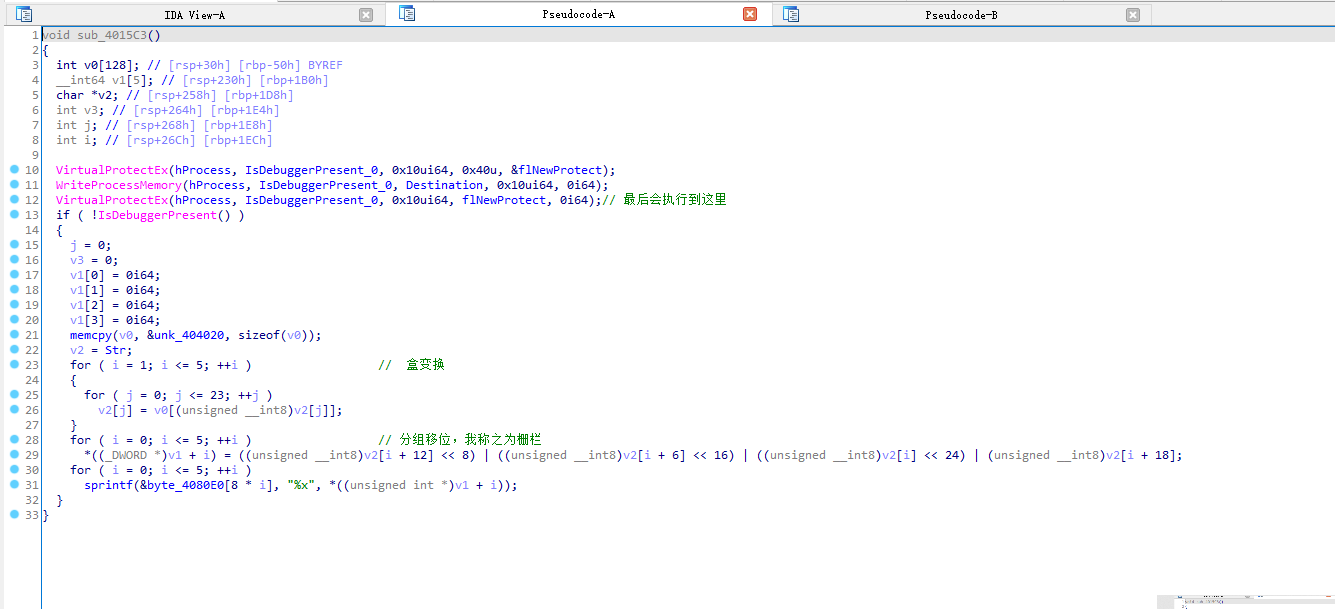 IDA View-A Pseudocode-A Pseudocode-B
1 void sub_4015C3()
2 {
3 int v0[128]; // [rsp+30h] [rbp-50h] BYREF
4 __int64 v1[5]; // [rsp+230h] [rbp+1B0h]
5 char *v2; // [rsp+258h] [rbp+1D8h]
6 int v3; // [rsp+264h] [rbp+1E4h]
7 int j; // [rsp+268h] [rbp+1E8h]
8 int i; // [rsp+26Ch] [rbp+1ECh]
9
10 VirtualProtectEx(hProcess, IsDebuggerPresent_0, 0x10ui64, 0x40u, &flNewProtect);
11 WriteProcessMemory(hProcess, IsDebuggerPresent_0, Destination, 0x10ui64, 0i64);
12 VirtualProtectEx(hProcess, IsDebuggerPresent_0, 0x10ui64, flNewProtect, 0i64);// 最后会执行到这里
13 if ( !IsDebuggerPresent() )
14 {
15 j = 0;
16 v3 = 0;
17 v1[0] = 0i64;
18 v1[1] = 0i64;
19 v1[2] = 0i64;
20 v1[3] = 0i64;
21 memcpy(v0, &unk_404020, sizeof(v0));
22 v2 = Str;
23 for ( i = 1; i <= 5; ++i ) // 盒变换
24 {
25 for ( j = 0; j <= 23; ++j )
26 v2[j] = v0[(unsigned __int8)v2[j]];
27 }
28 for ( i = 0; i <= 5; ++i ) // 分组移位，我称之为栅栏
29 *((_DWORD *)v1 + i) = ((unsigned __int8)v2[i + 12] << 8) | ((unsigned __int8)v2[i + 6] << 16) | ((unsigned __int8)v2[i] << 24) | (unsigned __int8)v2[i + 18];
30 for ( i = 0; i <= 5; ++i )
31 sprintf(&byte_4080E0[8 * i], "%x", *((unsigned int *)v1 + i));
32 }
33 }